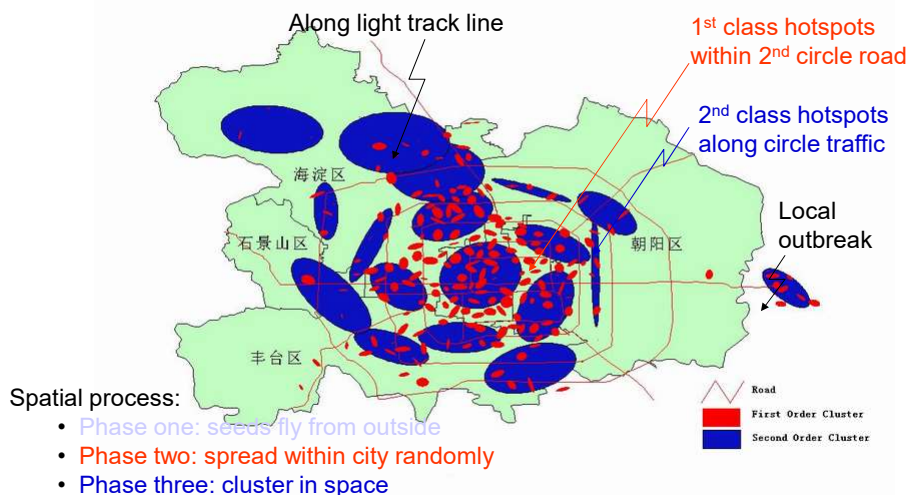 Along light track line
1st class hotspots
within 2nd circle road
2nd class hotspots
along circle traffic
海淀区
Local
outbreak
石景山区
朝阳区
丰台区
Road
First Order Cluster
Second Order Cluster
Spatial process:
• Phase one: seeds fly from outside
• Phase two: spread within city randomly
• Phase three: cluster in space